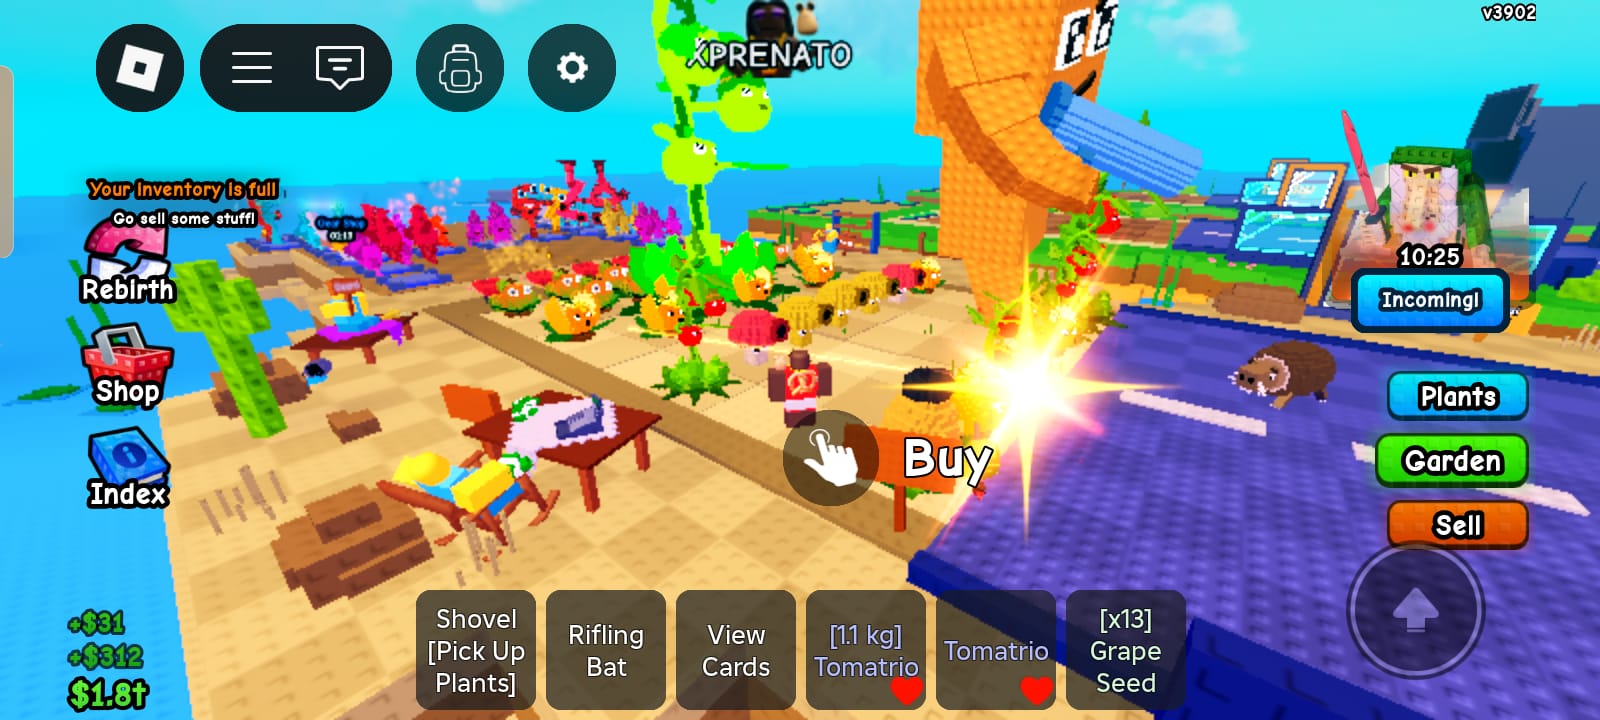 v3902
XPRENATO
Your Inventory is full
Go sell some stuff!
Rebirth
Shop
Index
10:25
Incoming!
Plants
Garden
Sell
Buy
+$31
+$312
$1.8t
Shovel
[Pick Up
Plants]
Rifling
Bat
View
Cards
[1.1 kg]
Tomatrio
Tomatrio
[x13]
Grape
Seed